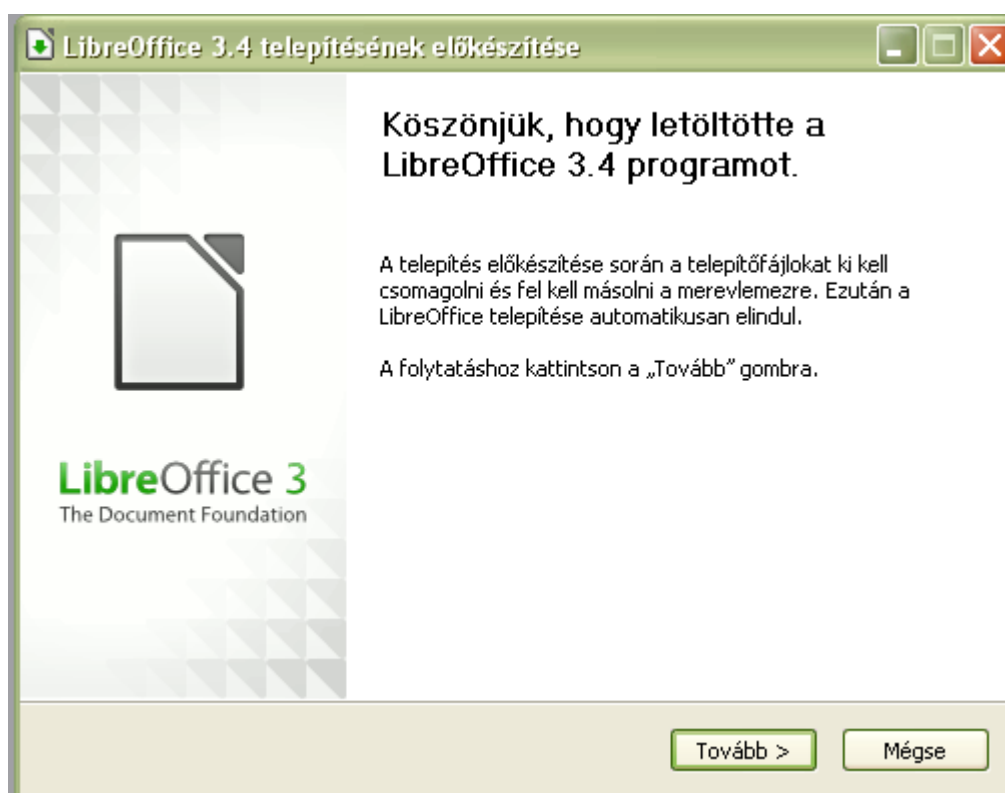 LibreOffice 3.4 telepítésének előkészítése
Köszönjük, hogy letöltötte a
LibreOffice 3.4 programot.
A telepítés előkészítése során a telepítőfájlokat ki kell
csomagolni és fel kell másolni a merevlemezre. Ezután a
LibreOffice telepítése automatikusan elindul.
A folytatáshoz kattintson a „Tovább” gombra.
LibreOffice 3
The Document Foundation
Tovább >
Mégse